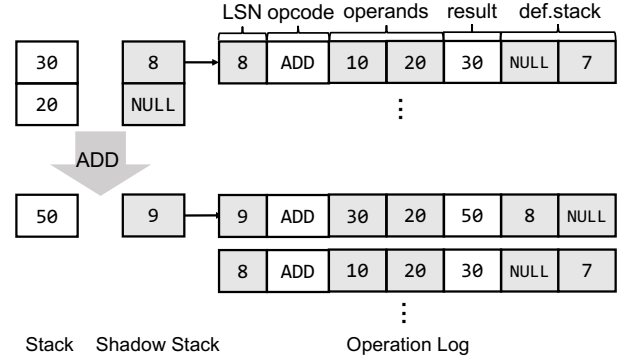 LSN opcode operands result def.stack
30 8 8 ADD 10 20 30 NULL 7
20 NULL
ADD
50 9 9 ADD 30 20 50 8 NULL
8 ADD 10 20 30 NULL 7
Stack Shadow Stack Operation Log